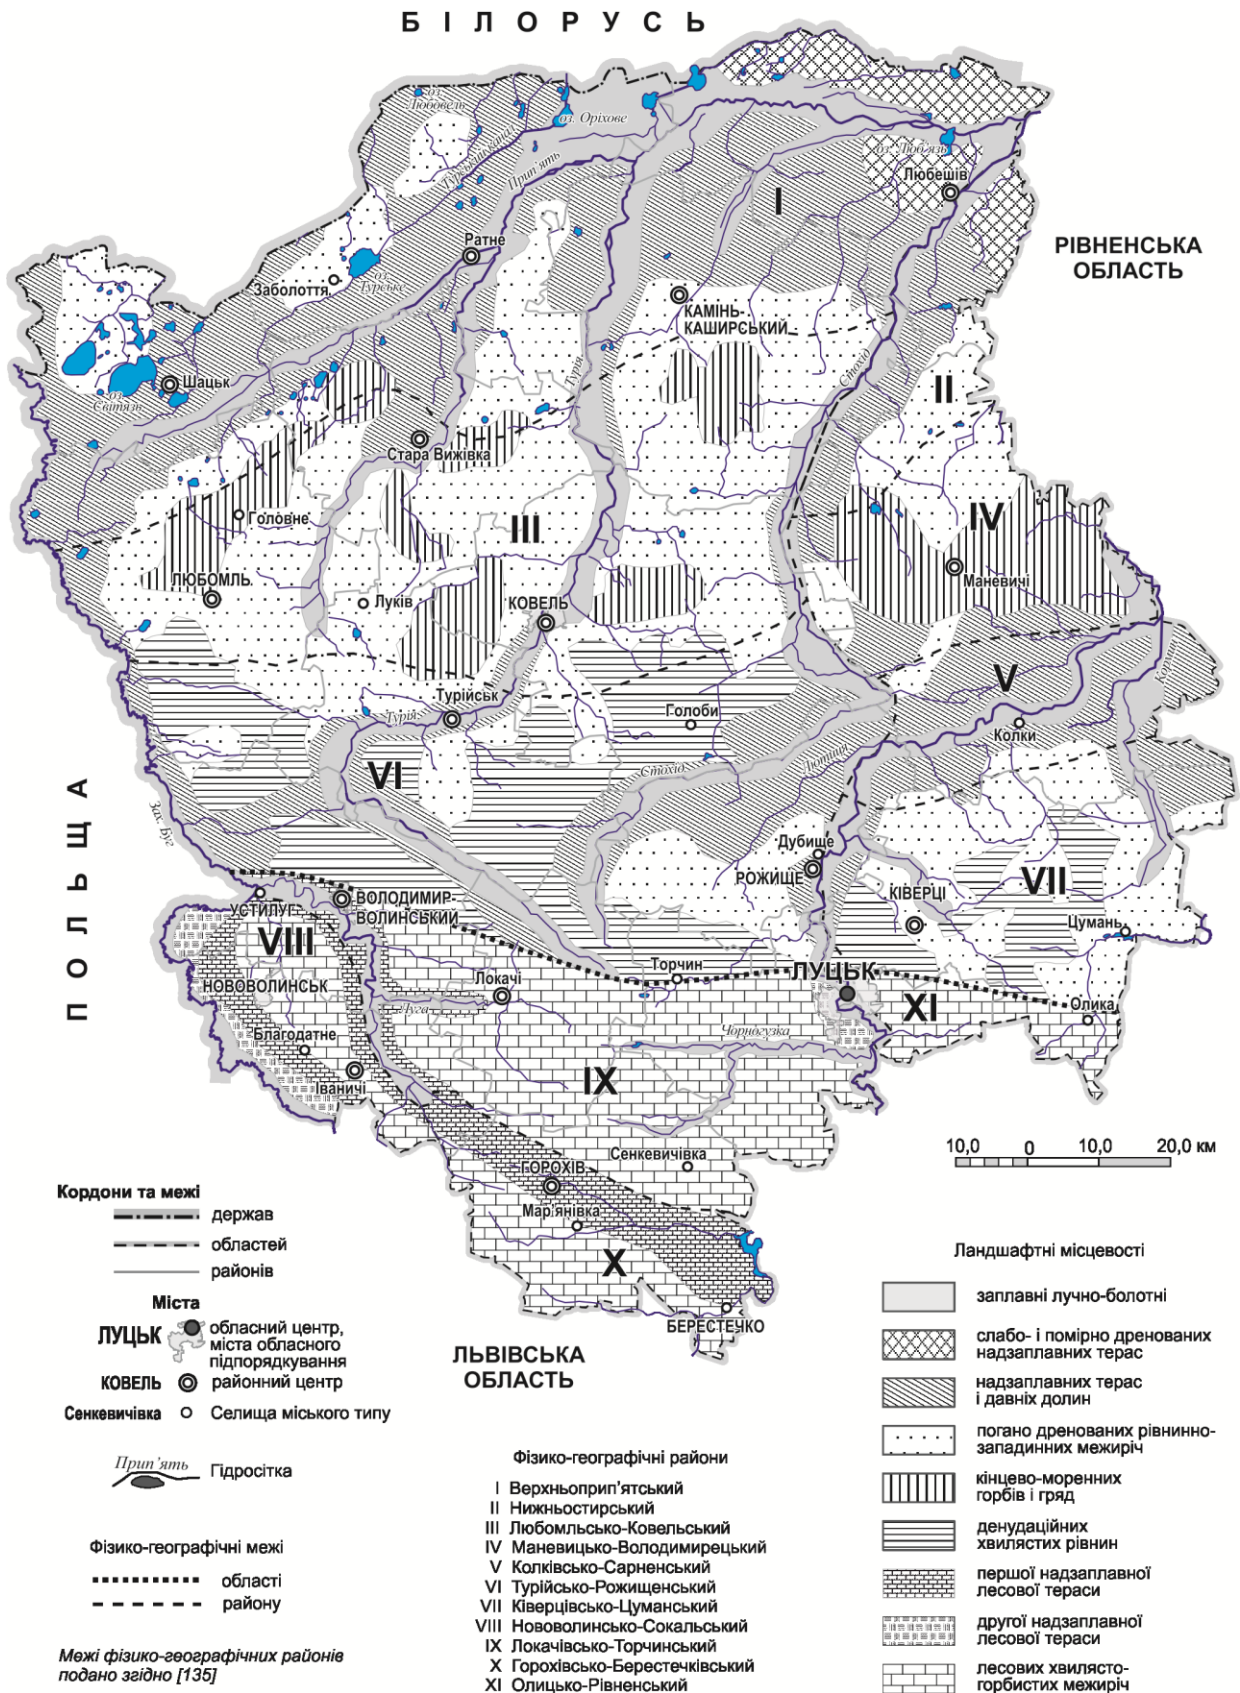 БІЛОРУСЬ
оз.
Любовель
оз. Оріхове
Турський канал
Прип'ять
оз. Люб'язь
Любешів
I
РІВНЕНСЬКА
ОБЛАСТЬ
Ратне
Заболоття
оз.
Турське
КАМІНЬ-
КАШИРСЬКИЙ
Шацьк
оз.
Світязь
Турія
Стохід
II
Стара Вижівка
Головне
III
IV
ЛЮБОМЛЬ
Луків
КОВЕЛЬ
Маневичі
V
Турійськ
Турія
Голоби
Колки
VI
Стохід
ПОЛЬЩА
Зах. Буг
Дубище
РОЖИЩЕ
КІВЕРЦІ
VII
Цумань
УСТИЛУГ
ВОЛОДИМИР-
ВОЛИНСЬКИЙ
VIII
НОВОВОЛИНСЬК
Локачі
Торчин
ЛУЦЬК
XI
Олика
Луга
Чорногузка
Благодатне
Іваничі
IX
10,0 0 10,0 20,0 км
Сенкевичівка
ГОРОХІВ
Мар'янівка
X
БЕРЕСТЕЧКО
ЛЬВІВСЬКА
ОБЛАСТЬ
Кордони та межі
держав
областей
районів
Міста
ЛУЦЬК обласний центр,
міста обласного
підпорядкування
КОВЕЛЬ районний центр
Сенкевичівка Селища міського типу
Прип'ять Гідросітка
Фізико-географічні межі
області
району
Межі фізико-географічних районів
подано згідно [135]
Фізико-географічні райони
I Верхньоприп'ятський
II Нижньостирський
III Любомльсько-Ковельський
IV Маневицько-Володимирецький
V Колківсько-Сарненський
VI Турійсько-Рожищенський
VII Ківерцівсько-Цуманський
VIII Нововолинсько-Сокальський
IX Локачівсько-Торчинський
X Горохівсько-Берестечківський
XI Олицько-Рівненський
Ландшафтні місцевості
заплавні лучно-болотні
слабо- і помірно дренованих
надзаплавних терас
надзаплавних терас
і давніх долин
погано дренованих рівнинно-
западинних межиріч
кінцево-моренних
горбів і гряд
денудаційних
хвилястих рівнин
першої надзаплавної
лесової тераси
другої надзаплавної
лесової тераси
лесових хвилясто-
горбистих межиріч